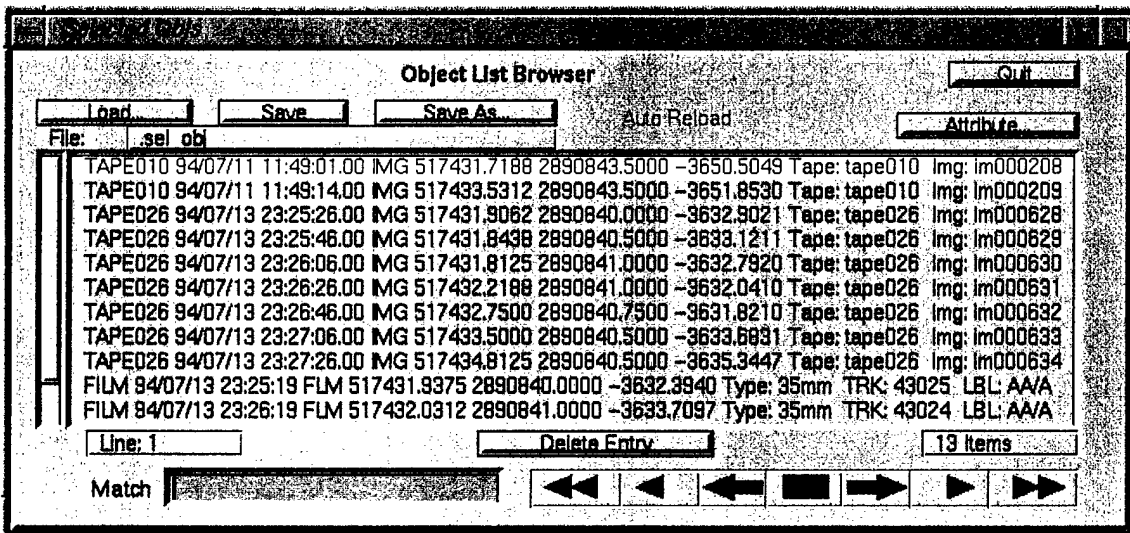 Selected Objs
Object List Browser
Quit
Load... Save Save As... Auto Reload Attribute...
File: .sel_obj
TAPE010 94/07/11 11:49:01.00 IMG 517431.7188 2890843.5000 -3650.5049 Tape: tape010 Img: im000208
TAPE010 94/07/11 11:49:14.00 IMG 517433.5312 2890843.5000 -3651.8530 Tape: tape010 Img: im000209
TAPE026 94/07/13 23:25:26.00 IMG 517431.9062 2890840.0000 -3632.9021 Tape: tape026 Img: im000628
TAPE026 94/07/13 23:25:46.00 IMG 517431.8438 2890840.5000 -3633.1211 Tape: tape026 Img: im000629
TAPE026 94/07/13 23:26:06.00 IMG 517431.8125 2890841.0000 -3632.7920 Tape: tape026 Img: im000630
TAPE026 94/07/13 23:26:26.00 IMG 517432.2188 2890841.0000 -3632.0410 Tape: tape026 Img: im000631
TAPE026 94/07/13 23:26:46.00 IMG 517432.7500 2890840.7500 -3631.8210 Tape: tape026 Img: im000632
TAPE026 94/07/13 23:27:06.00 IMG 517433.5000 2890840.5000 -3633.6831 Tape: tape026 Img: im000633
TAPE026 94/07/13 23:27:26.00 IMG 517434.8125 2890840.5000 -3635.3447 Tape: tape026 Img: im000634
FILM 94/07/13 23:25:19 FLM 517431.9375 2890840.0000 -3632.3940 Type: 35mm TRK: 43025 LBL: AA/A
FILM 94/07/13 23:26:19 FLM 517432.0312 2890841.0000 -3633.7097 Type: 35mm TRK: 43024 LBL: AA/A
Line: 1 Delete Entry 13 Items
Match